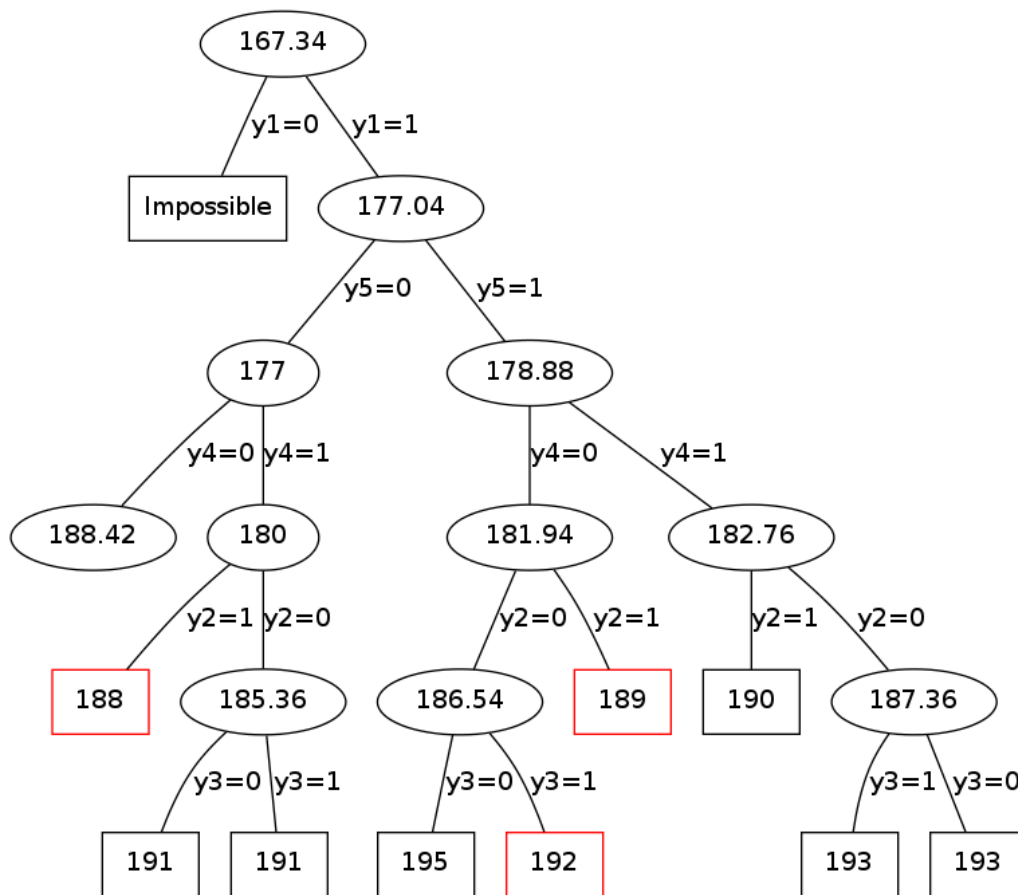 167.34
y1=0
y1=1
Impossible
177.04
y5=0
y5=1
177
178.88
y4=0
y4=1
y4=0
y4=1
188.42
180
181.94
182.76
y2=1
y2=0
y2=0
y2=1
y2=1
y2=0
188
185.36
186.54
189
190
187.36
y3=0
y3=1
y3=0
y3=1
y3=1
y3=0
191
191
195
192
193
193